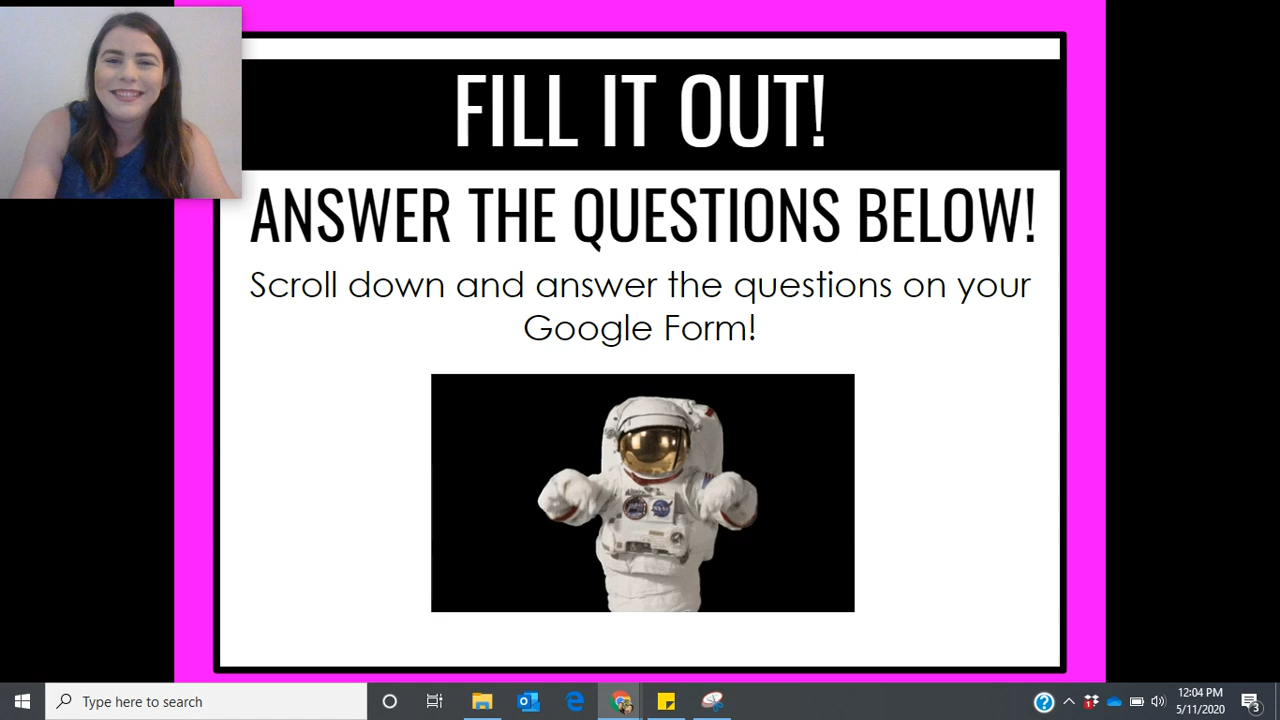 FILL IT OUT!
ANSWER THE QUESTIONS BELOW!
Scroll down and answer the questions on your
Google Form!
Type here to search
12:04 PM
5/11/2020
3